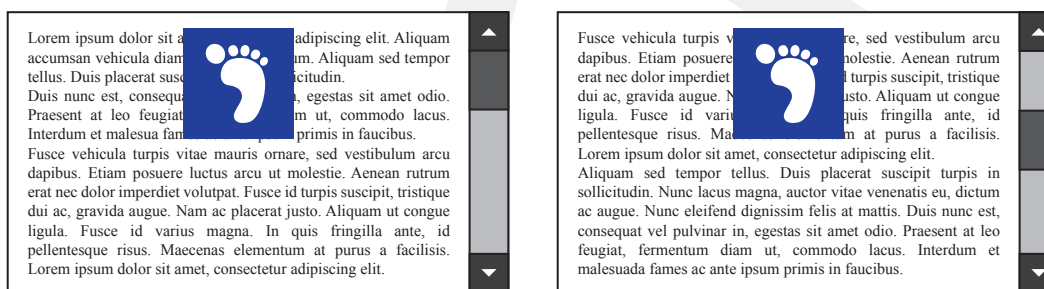 Lorem ipsum dolor sit a adipiscing elit. Aliquam
accumsan vehicula diam m. Aliquam sed tempor
tellus. Duis placerat susc icitudin.
Duis nunc est, consequa , egestas sit amet odio.
Praesent at leo feugiat m ut, commodo lacus.
Interdum et malesua fam primis in faucibus.
Fusce vehicula turpis vitae mauris ornare, sed vestibulum arcu
dapibus. Etiam posuere luctus arcu ut molestie. Aenean rutrum
erat nec dolor imperdiet volutpat. Fusce id turpis suscipit, tristique
dui ac, gravida augue. Nam ac placerat justo. Aliquam ut congue
ligula. Fusce id varius magna. In quis fringilla ante, id
pellentesque risus. Maecenas elementum at purus a facilisis.
Lorem ipsum dolor sit amet, consectetur adipiscing elit.
Fusce vehicula turpis v re, sed vestibulum arcu
dapibus. Etiam posuere molestie. Aenean rutrum
erat nec dolor imperdiet turpis suscipit, tristique
dui ac, gravida augue. N usto. Aliquam ut congue
ligula. Fusce id variu quis fringilla ante, id
pellentesque risus. Mae m at purus a facilisis.
Lorem ipsum dolor sit amet, consectetur adipiscing elit.
Aliquam sed tempor tellus. Duis placerat suscipit turpis in
sollicitudin. Nunc lacus magna, auctor vitae venenatis eu, dictum
ac augue. Nunc eleifend dignissim felis at mattis. Duis nunc est,
consequat vel pulvinar in, egestas sit amet odio. Praesent at leo
feugiat, fermentum diam ut, commodo lacus. Interdum et
malesuada fames ac ante ipsum primis in faucibus.